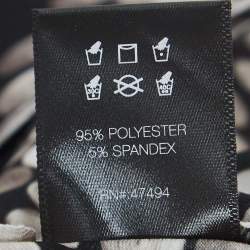 95% POLYESTER
5% SPANDEX
RN# 47494